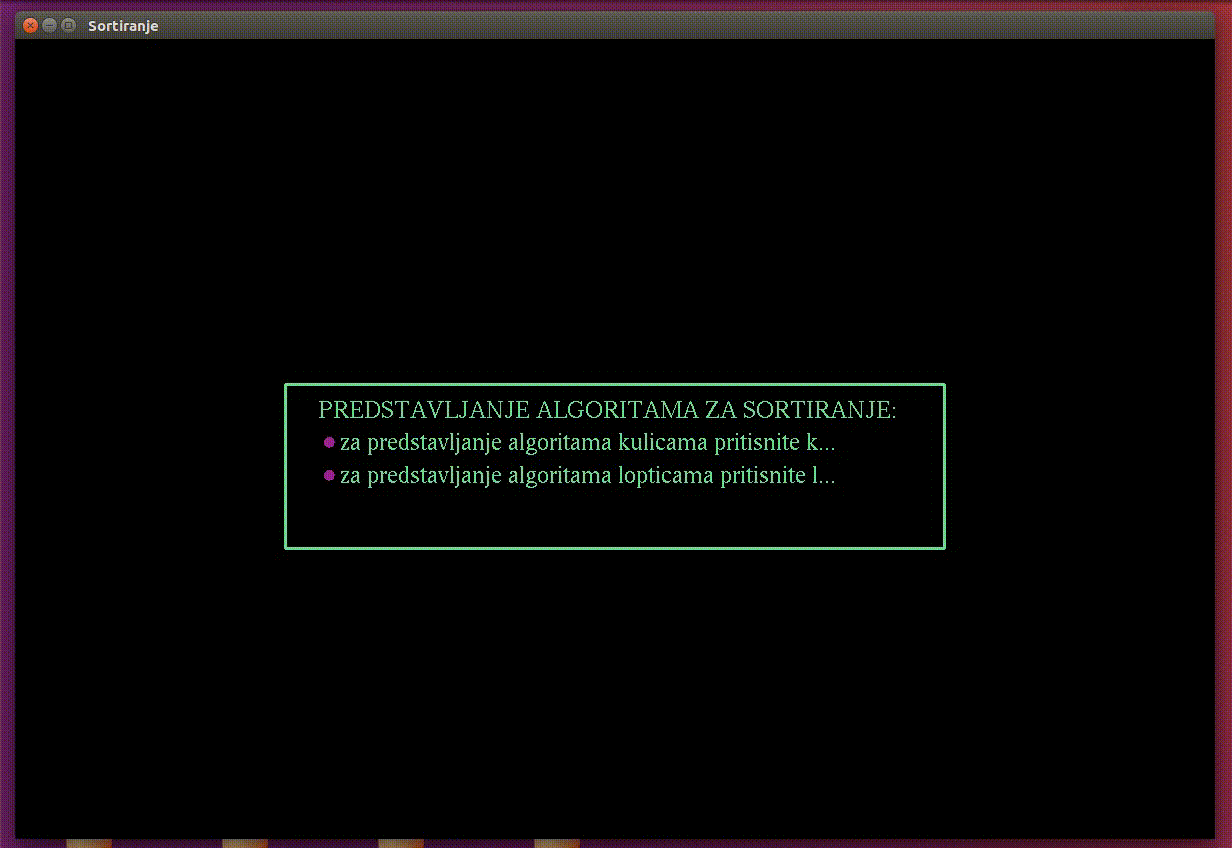 Sortiranje
PREDSTAVLJANJE ALGORITAMA ZA SORTIRANJE:
za predstavljanje algoritama kulicama pritisnite k...
za predstavljanje algoritama lopticama pritisnite l...